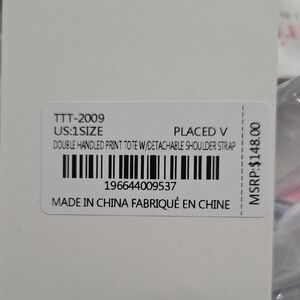 TTT-2009
US:1SIZE PLACED V
DOUBLE HANDLED PRINT TOTE W/DETACHABLE SHOULDER STRAP
196644009537
MADE IN CHINA FABRIQUÉ EN CHINE
MSRP:$148.00